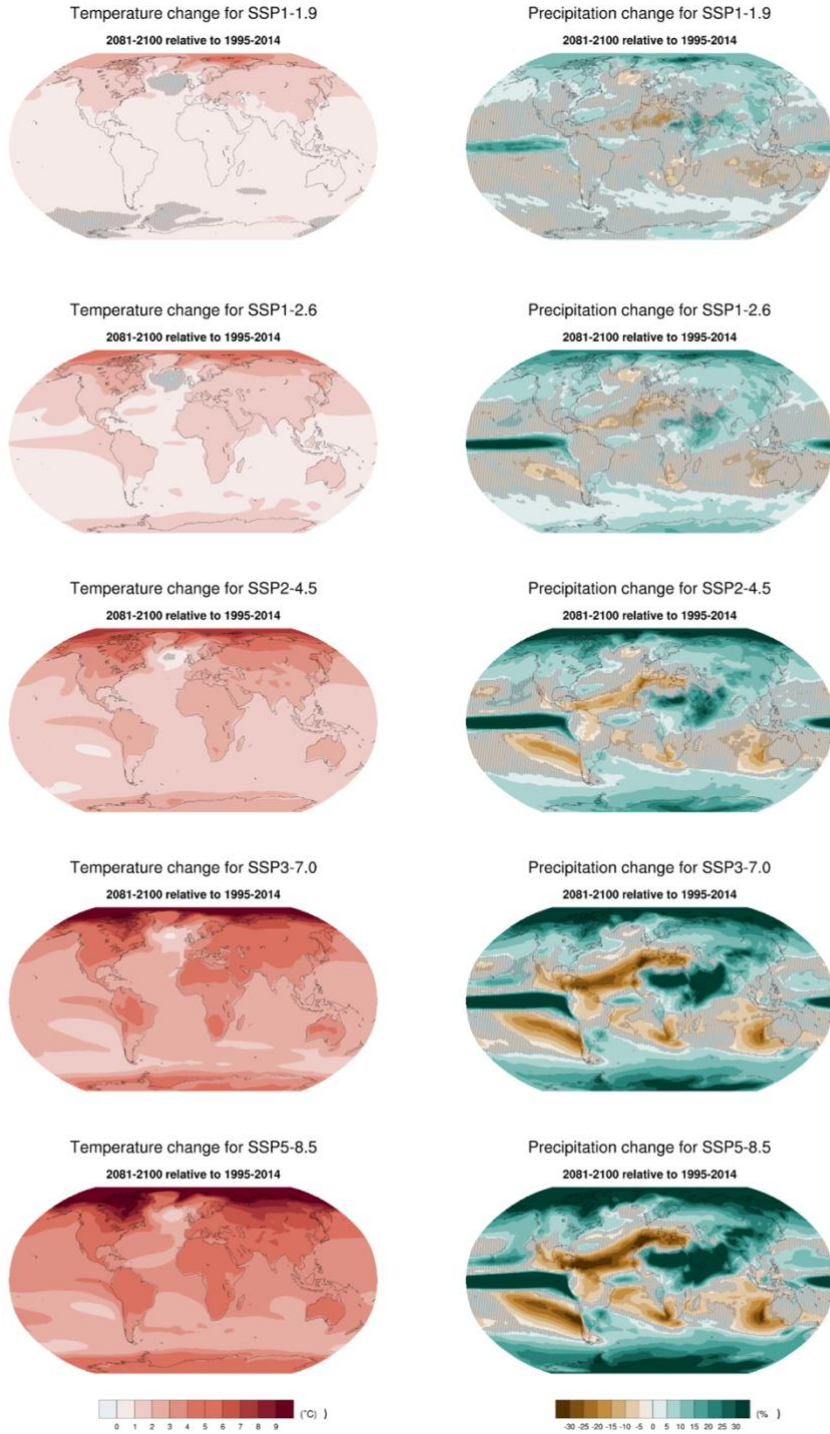 Temperature change for SSP1-1.9
2081-2100 relative to 1995-2014
Precipitation change for SSP1-1.9
2081-2100 relative to 1995-2014
Temperature change for SSP1-2.6
2081-2100 relative to 1995-2014
Precipitation change for SSP1-2.6
2081-2100 relative to 1995-2014
Temperature change for SSP2-4.5
2081-2100 relative to 1995-2014
Precipitation change for SSP2-4.5
2081-2100 relative to 1995-2014
Temperature change for SSP3-7.0
2081-2100 relative to 1995-2014
Precipitation change for SSP3-7.0
2081-2100 relative to 1995-2014
Temperature change for SSP5-8.5
2081-2100 relative to 1995-2014
Precipitation change for SSP5-8.5
2081-2100 relative to 1995-2014
(°C) )
0 1 2 3 4 5 6 7 8 9
(% )
-30 -25 -20 -15 -10 -5 0 5 10 15 20 25 30